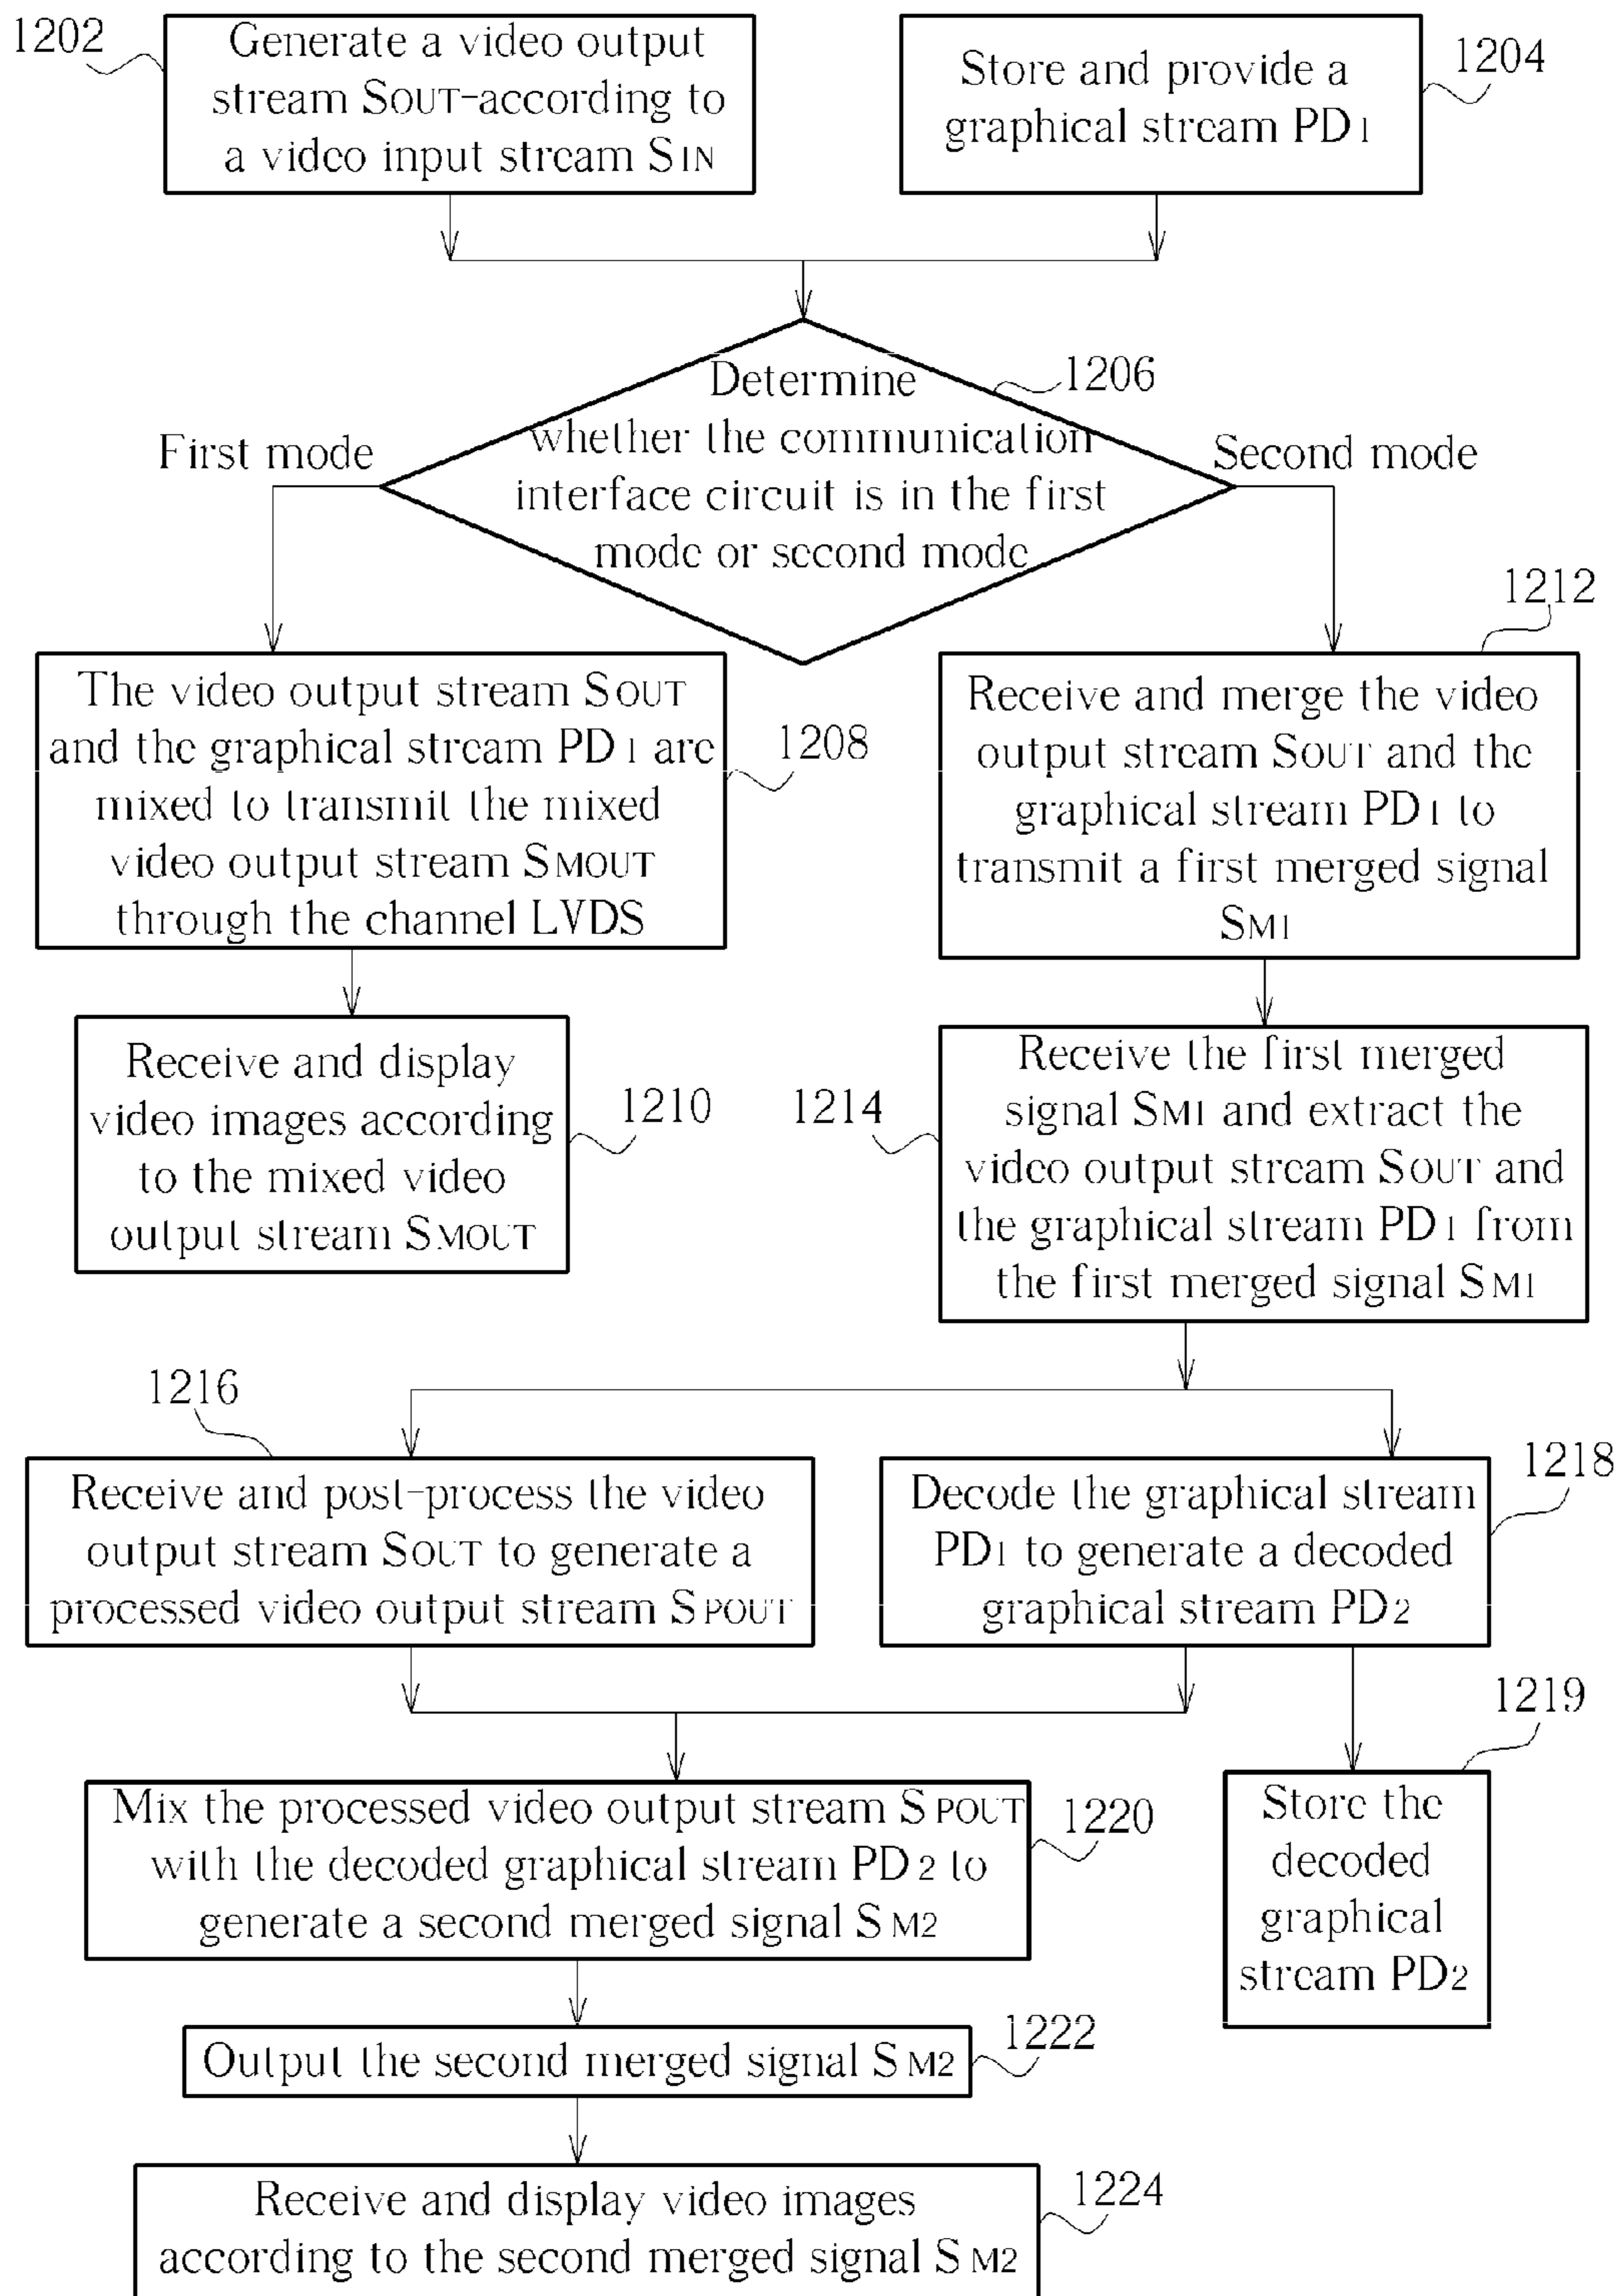 1202
Generate a video output
stream SOUT-according to
a video input stream SIN
Store and provide a
graphical stream PD1
1204
Determine
whether the communication
interface circuit is in the first
mode or second mode
1206
First mode
Second mode
The video output stream SOUT
and the graphical stream PD1 are
mixed to transmit the mixed
video output stream SMOUT
through the channel LVDS
1208
1212
Receive and merge the video
output stream SOUT and the
graphical stream PD1 to
transmit a first merged signal
SM1
Receive and display
video images according
to the mixed video
output stream SMOUT
1210
1214
Receive the first merged
signal SM1 and extract the
video output stream SOUT and
the graphical stream PD1 from
the first merged signal SM1
1216
Receive and post-process the video
output stream SOUT to generate a
processed video output stream SPOUT
Decode the graphical stream
PD1 to generate a decoded
graphical stream PD2
1218
1219
Mix the processed video output stream SPOUT
with the decoded graphical stream PD2 to
generate a second merged signal SM2
1220
Store the
decoded
graphical
stream PD2
Output the second merged signal SM2
1222
Receive and display video images
according to the second merged signal SM2
1224